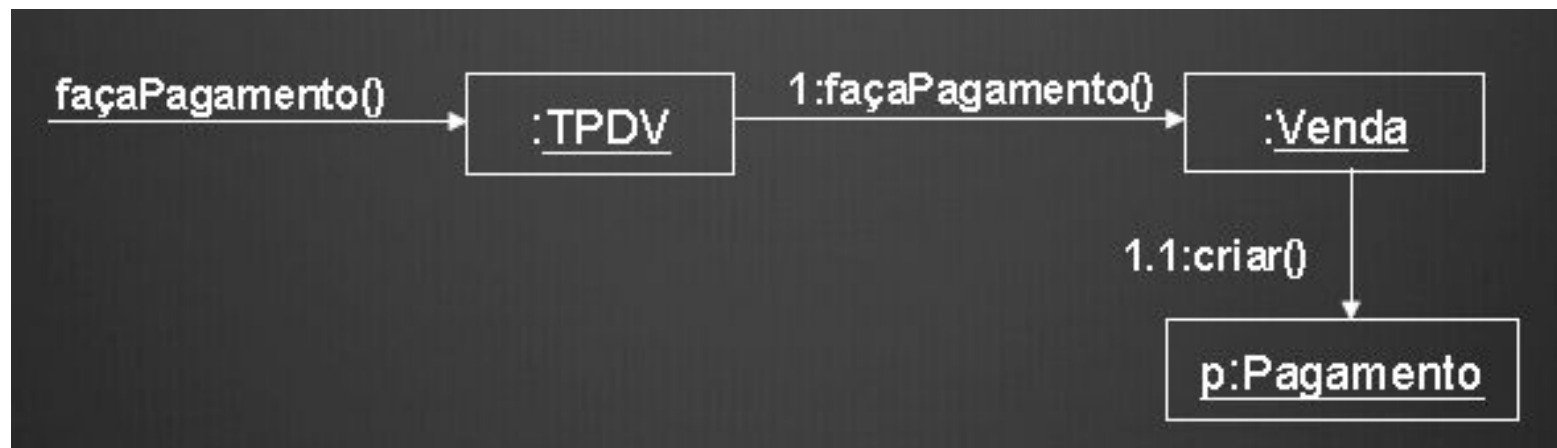 façaPagamento()
:TPDV
1:façaPagamento()
:Venda
1.1:criar()
p:Pagamento